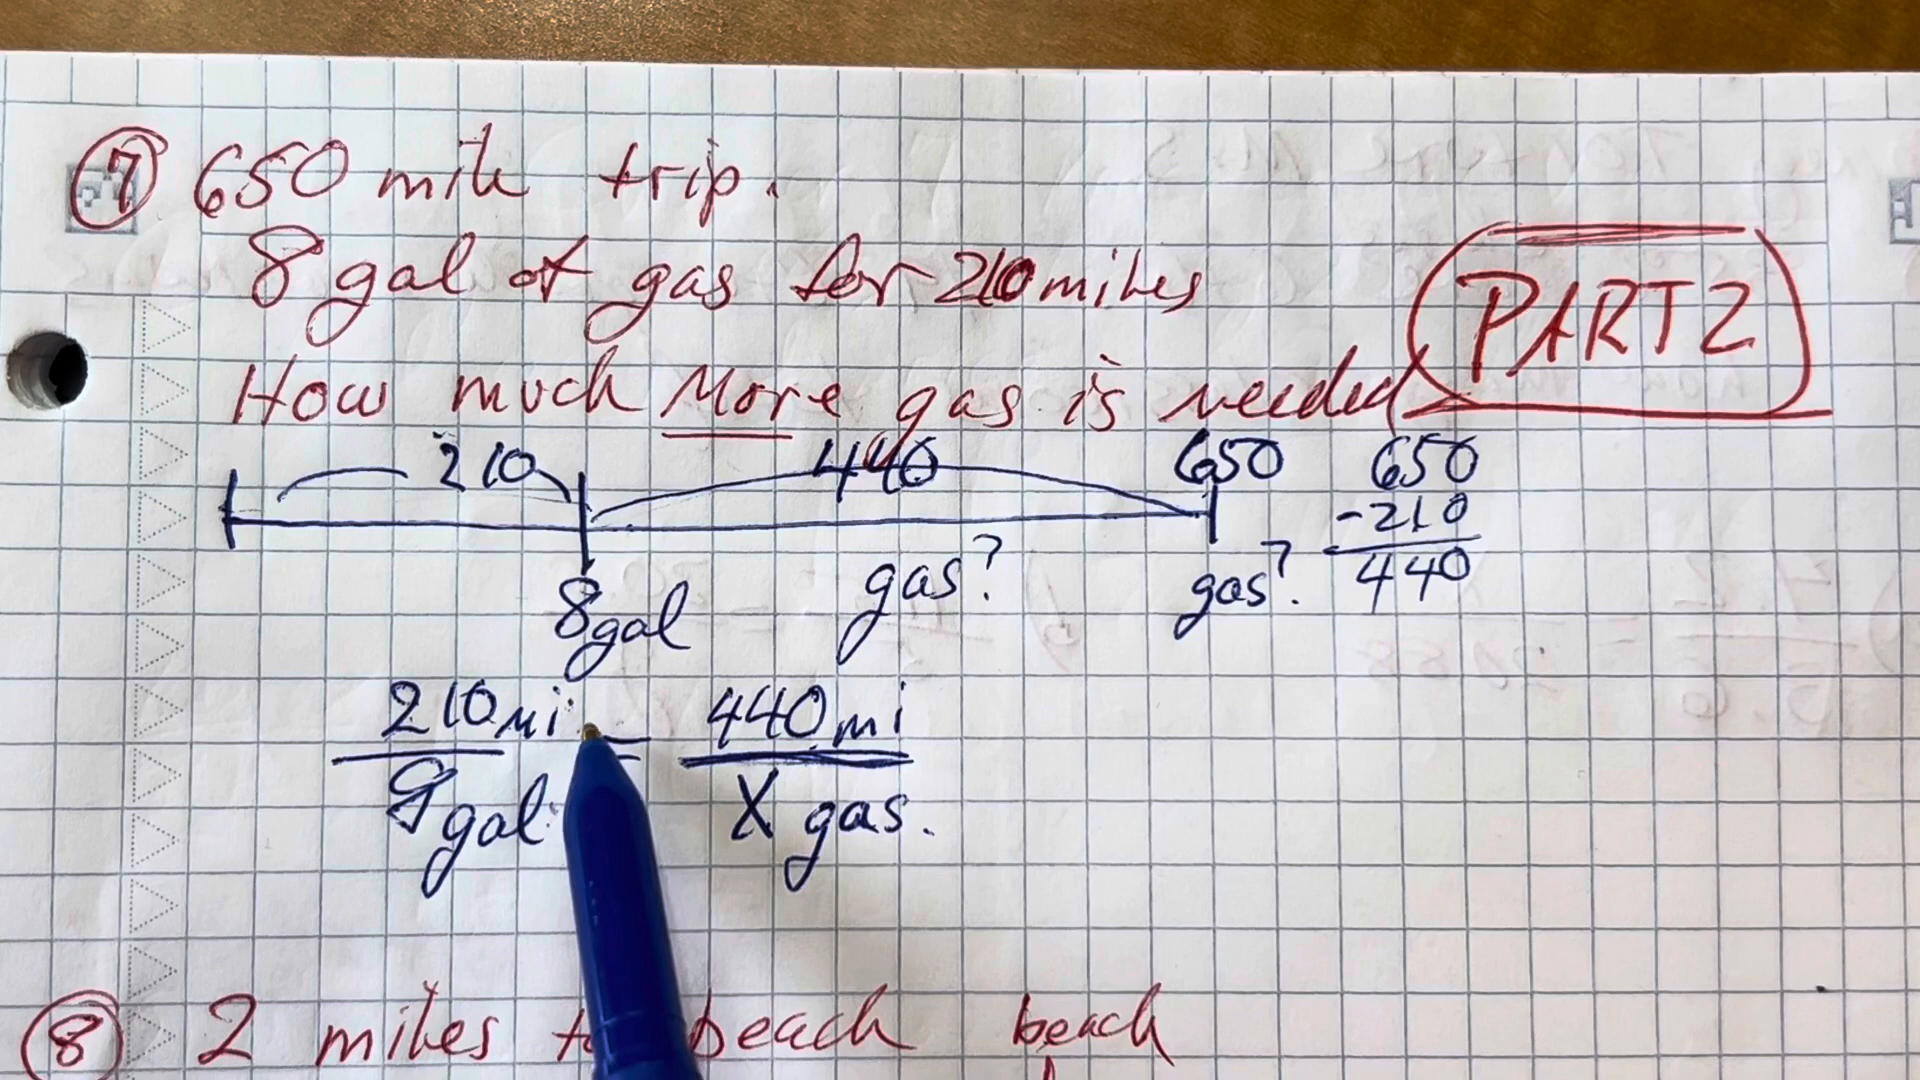 7 650 mile trip.
8 gal of gas for 210 miles
How much More gas is needed
PART 2
210 440 650 650
-210
440
8 gal gas? gas?
210 mi = 440 mi
8 gal X gas.
8 2 miles to beach beach